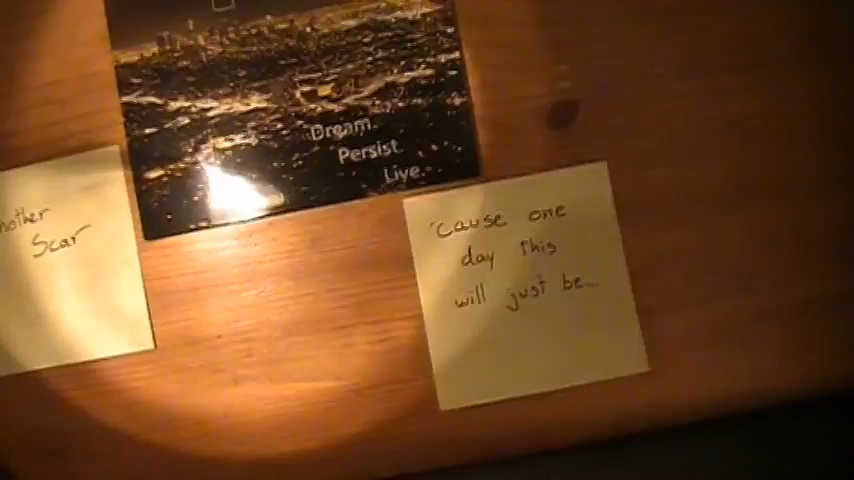 Dream.
Persist.
Live.
'cause one
day this
will just be...
nother
Scar